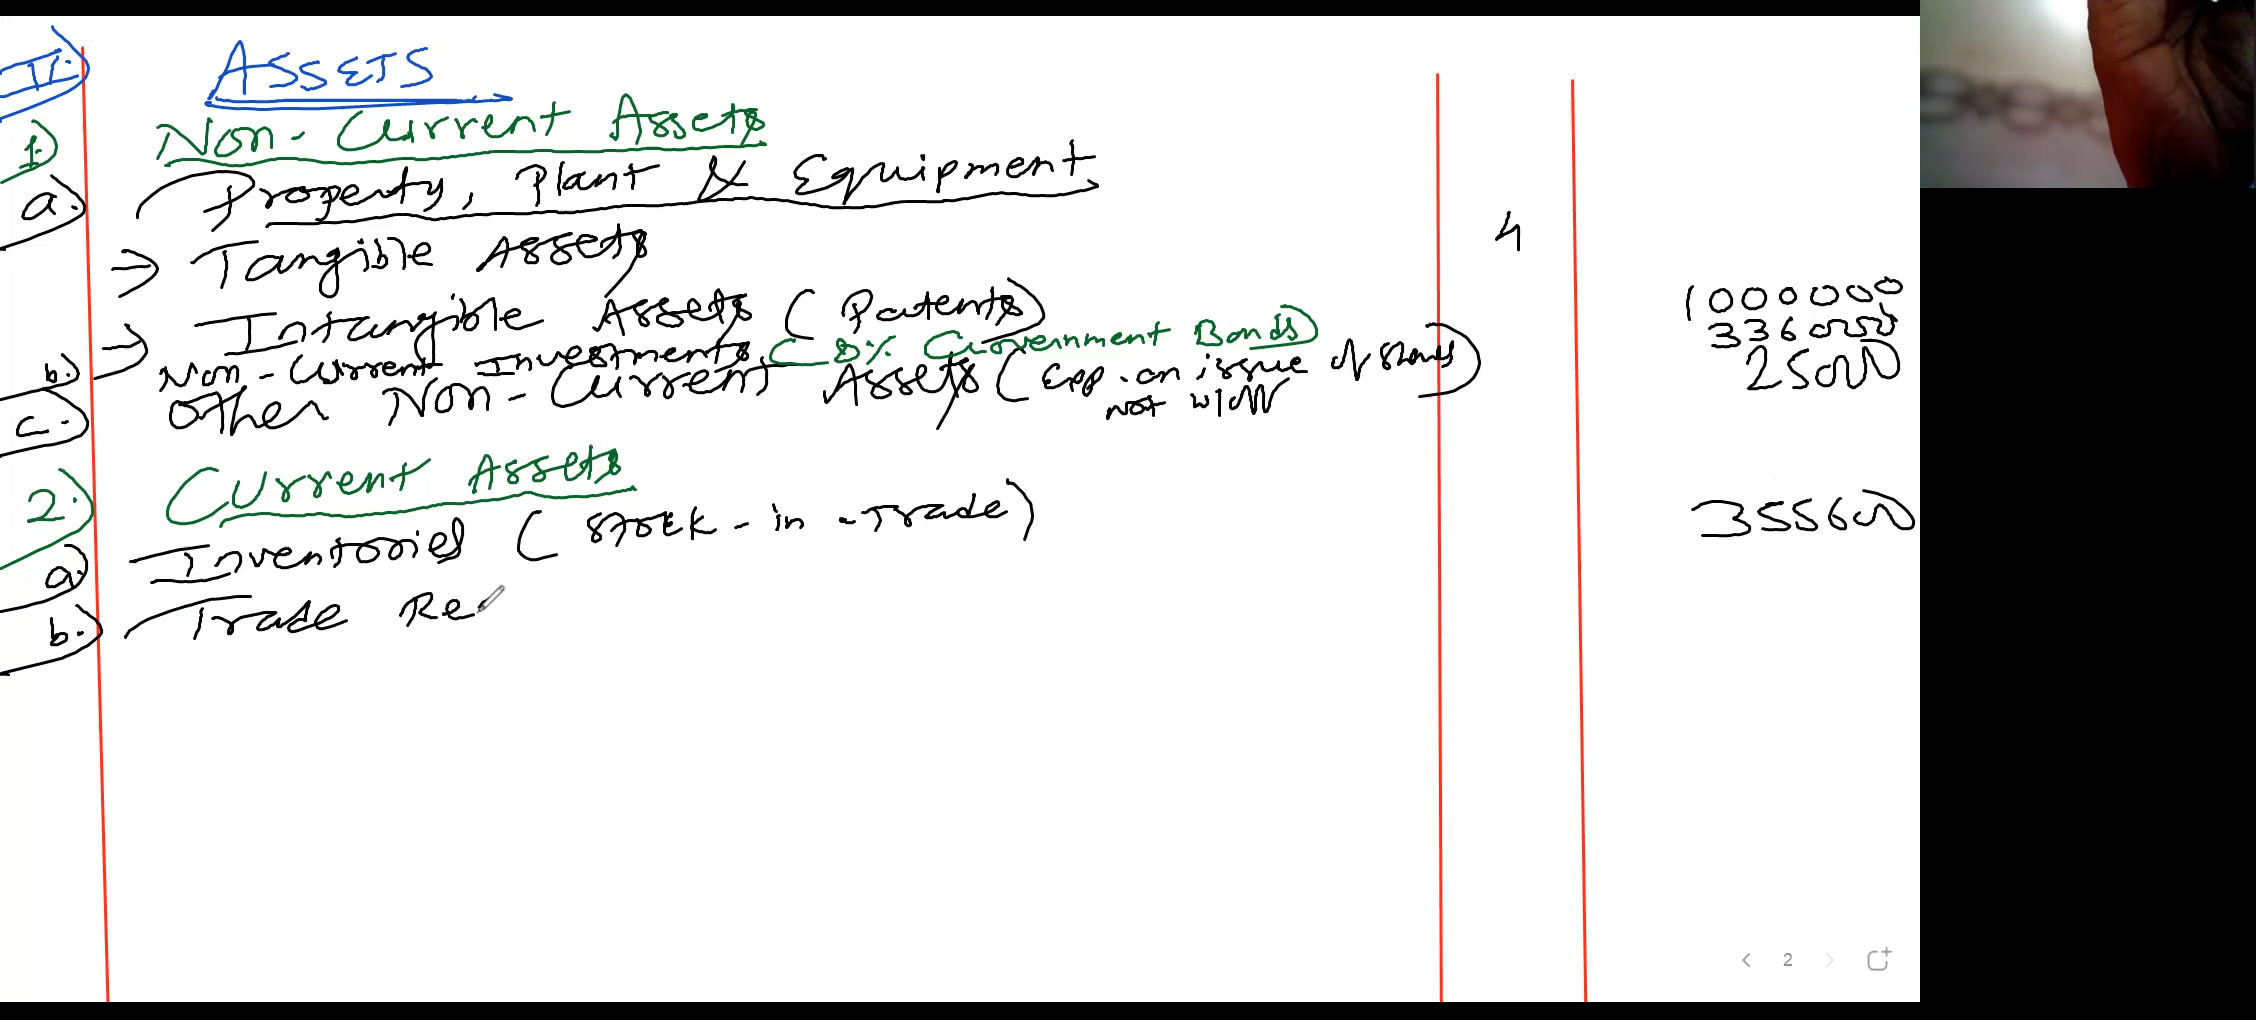 II. ASSETS
1) Non-Current Assets
a. Property, Plant & Equipment
→ Tangible Assets 4
→ Intangible Assets (Patents) 1000000
b.) Non-Current Investments (8% Government Bonds) 336000
c. Other Non-Current Assets (Exp. on issue of shares not w/off) 25000
2. Current Assets
a) Inventories (Stock-in-Trade) 355600
b.) Trade Re
2